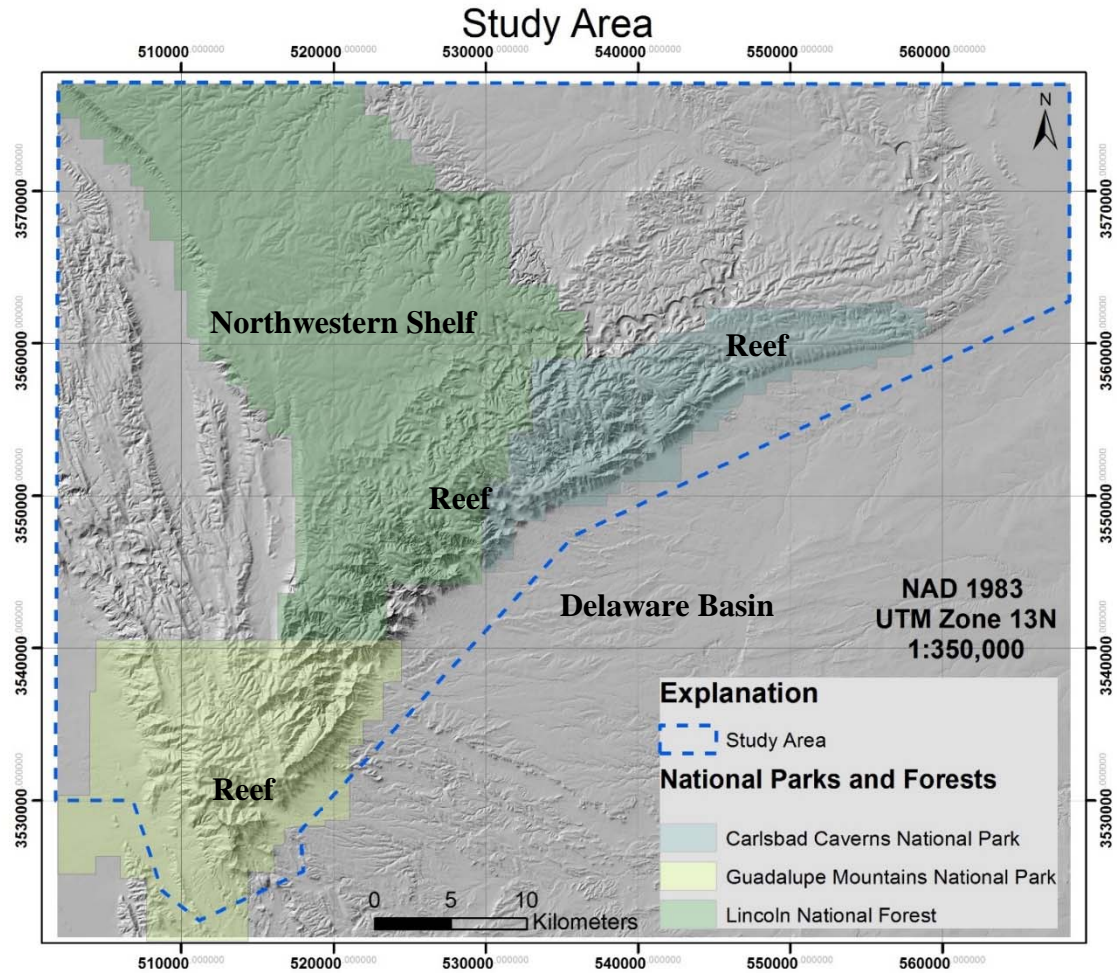 Study Area
510000.000000 520000.000000 530000.000000 540000.000000 550000.000000 560000.000000
N
3570000.000000
3570000.000000
Northwestern Shelf
Reef
3560000.000000
3560000.000000
Reef
3550000.000000
3550000.000000
Delaware Basin
NAD 1983
UTM Zone 13N
1:350,000
3540000.000000
3540000.000000
Explanation
Study Area
National Parks and Forests
Reef
3530000.000000
3530000.000000
Carlsbad Caverns National Park
Guadalupe Mountains National Park
Lincoln National Forest
0 5 10
Kilometers
510000.000000 520000.000000 530000.000000 540000.000000 550000.000000 560000.000000